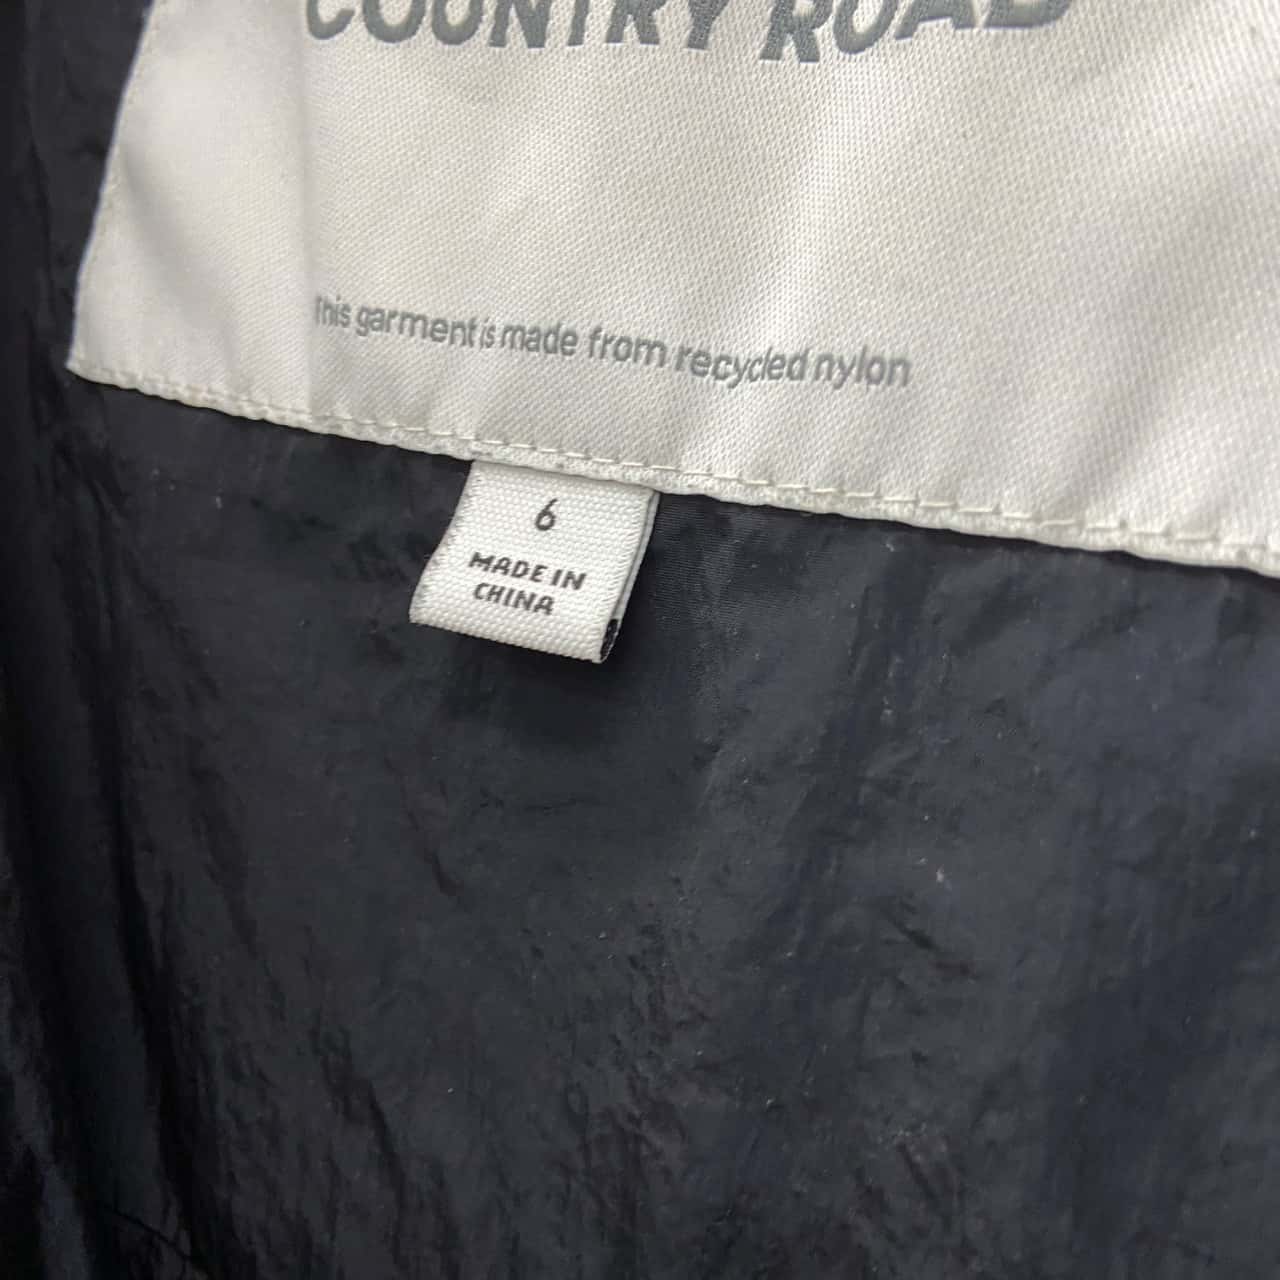 COUNTRY ROAD
This garment is made from recycled nylon
6
MADE IN
CHINA